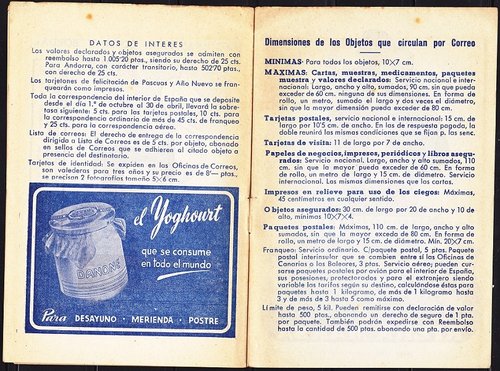 DATOS DE INTERES
Los valores declarados y objetos asegurados se admiten con
reembolso hasta 1.005'20 ptas., siendo su derecho de 25 cts.
Para Andorra, con carácter transitorio, hasta 502'70 ptas.,
con derecho de 25 cts.
Los tarjetones de felicitación de Pascuas y Año Nuevo se fran-
quearán como impresos.
Toda la correspondencia del interior de España que se deposite
desde el día 1.º de octubre al 30 de abril, llevará la sobre-
tasa siguiente: 5 cts. para las tarjetas postales, 10 cts. para
la correspondencia ordinaria de más de 45 cts. de franqueo
y 25 cts. para la correspondencia aérea.
Lista de correos: El derecho de entrega de la correspondencia
dirigida a Lista de Correos es de 5 cts. por objeto, abonado
en sellos de Correos que se adhieren al citado objeto a
presencia del destinatario.
Tarjetas de identidad. Se expiden en las Oficinas de Correos,
son valederas para tres años y su precio es de 8'— ptas.,
se precisan 2 fotografías tamaño 5×6 cm.
el Yoghourt
que se consume
en todo el mundo
DANONE
Para DESAYUNO · MERIENDA · POSTRE
Dimensiones de los Objetos que circulan por Correo
MINIMAS· Para todos los objetos, 10×7 cm.
MAXIMAS: Cartas, muestras, medicamentos, paquetes
muestra y valores declarados: Servicio nacional e inter-
nacional: Largo, ancho y alto, sumados, 90 cm. sin que pueda
exceder de 60 cm. ninguna de sus dimensiones. En forma de
rollo, un metro, sumado el largo y dos veces el diámetro,
sin que la mayor dimensión pueda exceder de 80 cm.
Tarjetas postales, servicio nacional e internacional: 15 cm. de
largo por 10'5 cm. de ancho. En las de respuesta pagada, la
doble reunirá las mismas condiciones que se fijan p. las senc.
Tarjetas de visita: 11 de largo por 7 de ancho.
Papeles de negocios, impresos, periódicos y libros asegu-
rados: Servicio nacional. Largo, ancho y alto, sumados, 110
cm. sin que la mayor pueda exceder de 60 cm. En forma
de rollo, un metro de largo y 15 cm. de diámetro. Servicio
internacional. Las mismas dimensiones que las cartas.
Impresos en relieve para uso de los ciegos: Máximas,
45 centímetros en cualquier sentido.
Objetos asegurados: 30 cm. de largo por 20 de ancho y 10 de
alto, mínimas 10×7×4.
Paquetes postales: Máximas, 110 cm. de largo, ancho y alto
sumados, sin que la mayor exceda de 80 cm. En forma de
rollo, un metro de largo y 15 cm. de diámetro. Mín. 20×7 cm.
Franqueo: Servicio ordinario. C/paquete postal, 5 ptas. Paquete
postal interinsular que se cambien entre las Oficinas de
Canarias o las Baleares, 3 ptas. Servicio aéreo; pueden cur-
sarse paquetes postales por avión para el interior de España,
sus posesiones, protectorados y para el extranjero siendo
variable las tarifas según su destino, calculándose éstas para
paquetes hasta 1 kilogramo, de más de 1 kilogramo hasta
3 y de más de 3 hasta 5 como máximo.
Límite de peso, 5 kil. Pueden remitirse con declaración de valor
hasta 500 ptas., abonando un derecho de seguro de 1 pta.
por paquete. También podrán expedirse con Reembolso
hasta la cantidad de 500 ptas. abonando una pta. por envío.